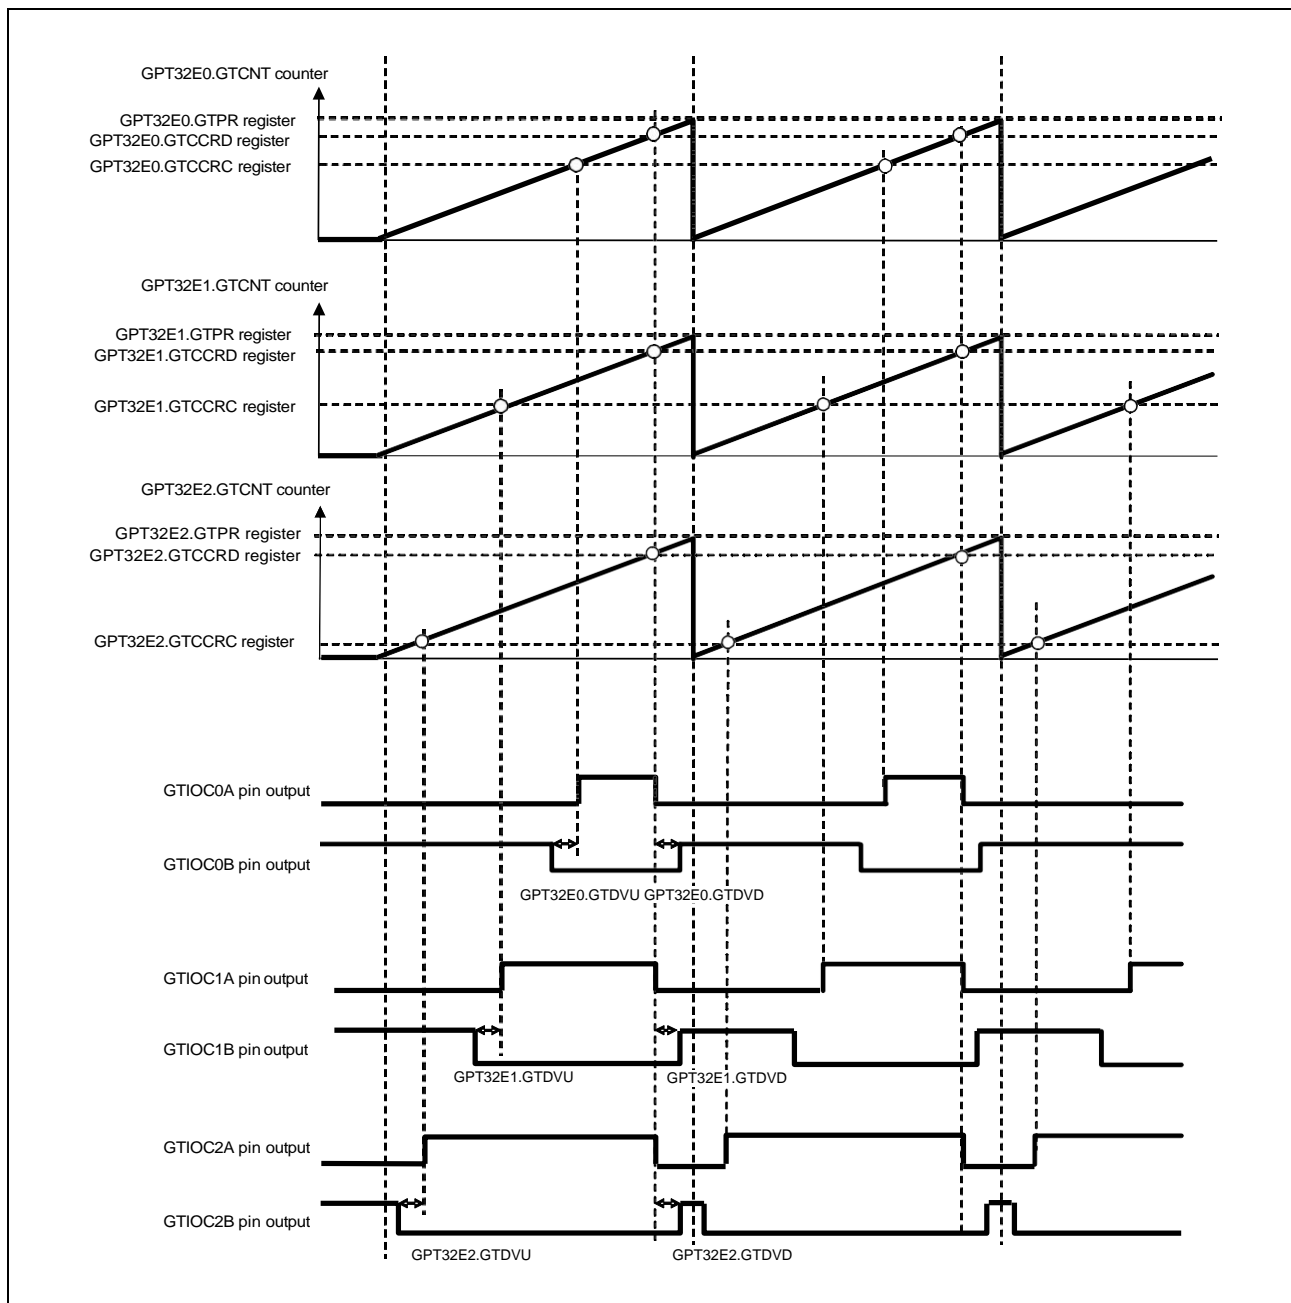 GPT32E0.GTCNT counter
GPT32E0.GTPR register
GPT32E0.GTCCRD register
GPT32E0.GTCCRC register
GPT32E1.GTCNT counter
GPT32E1.GTPR register
GPT32E1.GTCCRD register
GPT32E1.GTCCRC register
GPT32E2.GTCNT counter
GPT32E2.GTPR register
GPT32E2.GTCCRD register
GPT32E2.GTCCRC register
GTIOC0A pin output
GTIOC0B pin output
GPT32E0.GTDVU GPT32E0.GTDVD
GTIOC1A pin output
GTIOC1B pin output
GPT32E1.GTDVU GPT32E1.GTDVD
GTIOC2A pin output
GTIOC2B pin output
GPT32E2.GTDVU GPT32E2.GTDVD